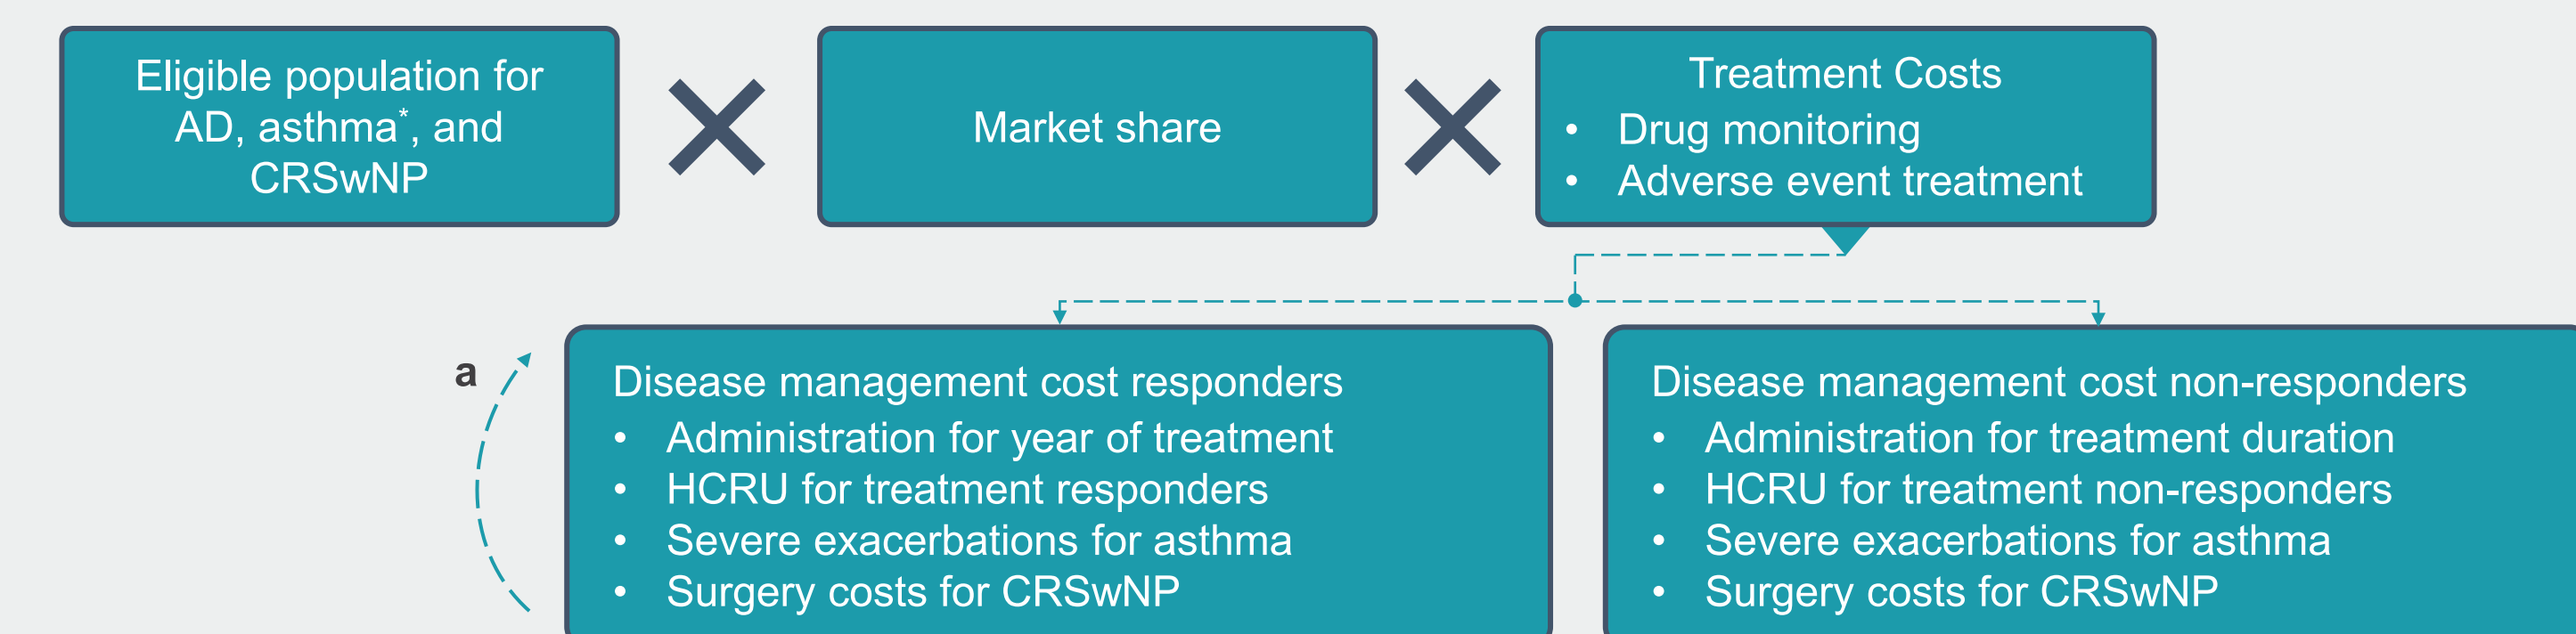 Eligible population for
AD, asthma*, and
CRSwNP
Market share
Treatment Costs
• Drug monitoring
• Adverse event treatment
a
Disease management cost responders
• Administration for year of treatment
• HCRU for treatment responders
• Severe exacerbations for asthma
• Surgery costs for CRSwNP
Disease management cost non-responders
• Administration for treatment duration
• HCRU for treatment non-responders
• Severe exacerbations for asthma
• Surgery costs for CRSwNP